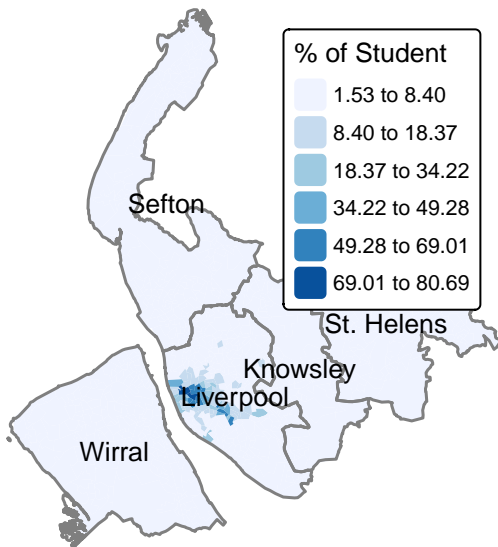 % of Student
1.53 to 8.40
8.40 to 18.37
18.37 to 34.22
34.22 to 49.28
49.28 to 69.01
69.01 to 80.69
Sefton
St. Helens
Knowsley
Liverpool
Wirral